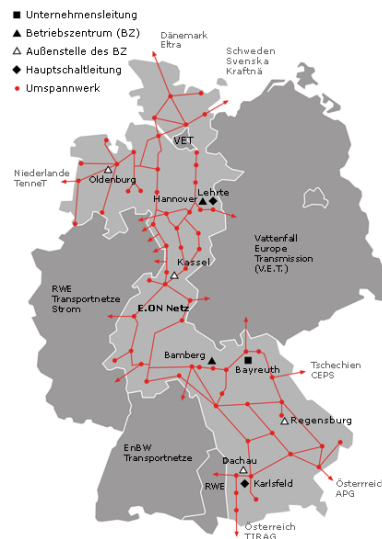 Unternehmensleitung
Betriebszentrum (BZ)
Außenstelle des BZ
Hauptschaltleitung
Umspannwerk
Dänemark
Eltra
Schweden
Svenska
Kraftnä
VET
Niederlande
TenneT
Oldenburg
Lehrte
Hannover
Vattenfall
Europe
Transmission
(V.E.T.)
Kassel
RWE
Transportnetze
Strom
E.ON Netz
Bamberg
Bayreuth
Tschechien
CEPS
Regensburg
EnBW
Transportnetze
Dachau
RWE
Karlsfeld
Österreich
APG
Österreich
TIRAG